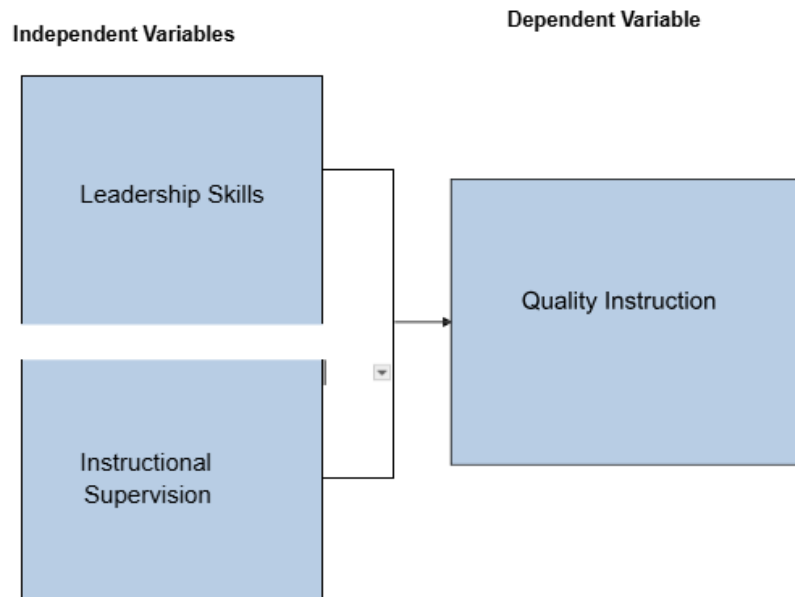 Independent Variables
Dependent Variable
Leadership Skills
Quality Instruction
Instructional
Supervision